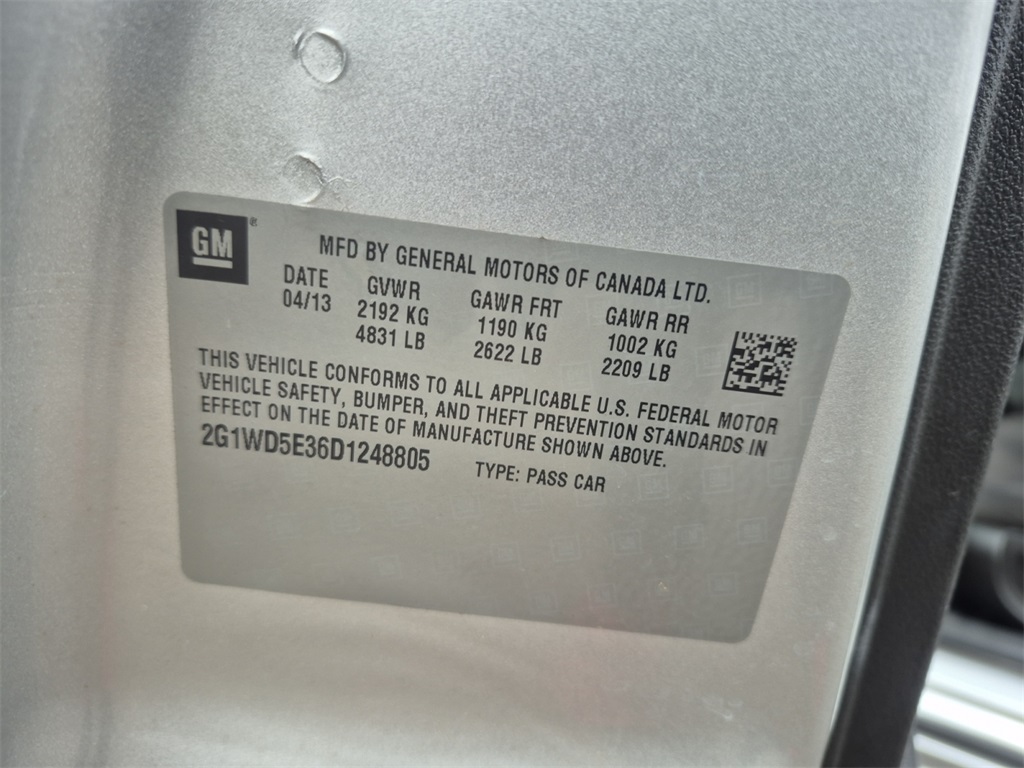 GM®
MFD BY GENERAL MOTORS OF CANADA LTD.
DATE GVWR GAWR FRT GAWR RR
04/13 2192 KG 1190 KG 1002 KG
4831 LB 2622 LB 2209 LB
THIS VEHICLE CONFORMS TO ALL APPLICABLE U.S. FEDERAL MOTOR
VEHICLE SAFETY, BUMPER, AND THEFT PREVENTION STANDARDS IN
EFFECT ON THE DATE OF MANUFACTURE SHOWN ABOVE.
2G1WD5E36D1248805 TYPE: PASS CAR